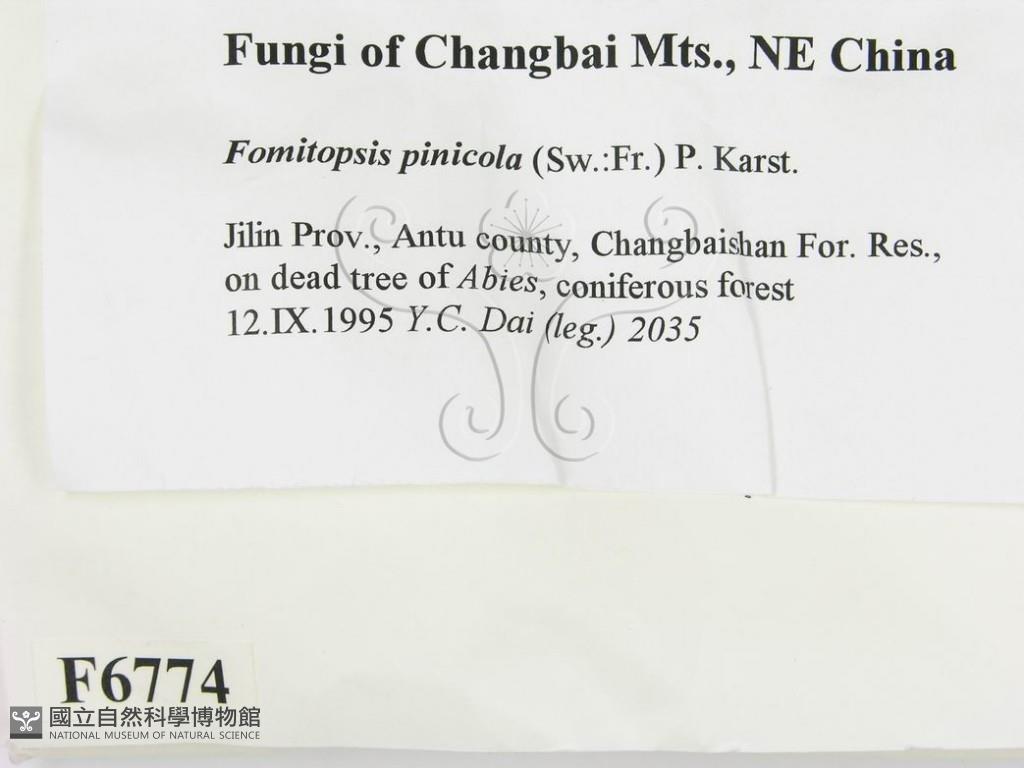 Fungi of Changbai Mts., NE China
Fomitopsis pinicola (Sw.:Fr.) P. Karst.
Jilin Prov., Antu county, Changbaishan For. Res.,
on dead tree of Abies, coniferous forest
12.IX.1995 Y.C. Dai (leg.) 2035
F6774
國立自然科學博物館
NATIONAL MUSEUM OF NATURAL SCIENCE